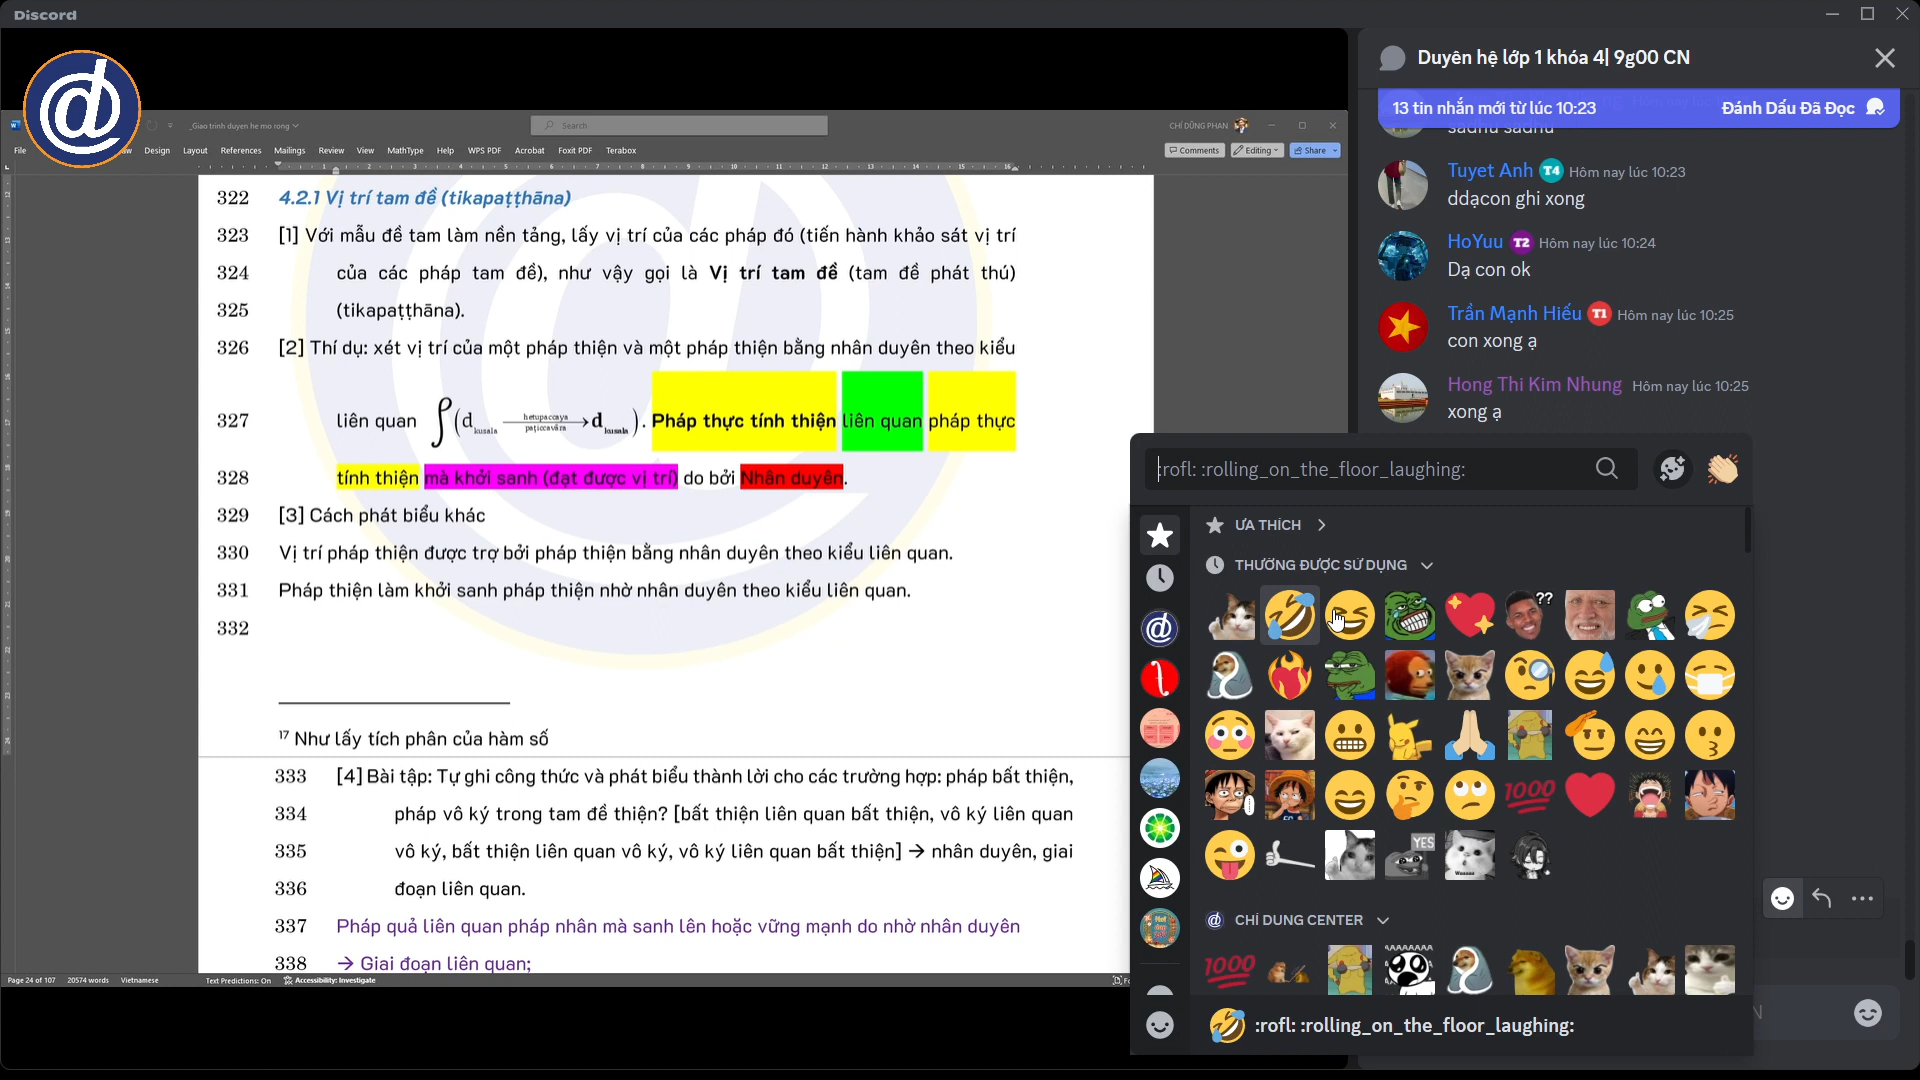 Discord
_Giao trinh duyen he mo rong
Search
CHÍ DŨNG PHAN
File
Design Layout References Mailings Review View MathType Help WPS PDF Acrobat Foxit PDF Terabox
Comments Editing Share
322 4.2.1 Vị trí tam đề (tikapaṭṭhāna)
323 [1] Với mẫu đề tam làm nền tảng, lấy vị trí của các pháp đó (tiến hành khảo sát vị trí
324 của các pháp tam đề), như vậy gọi là Vị trí tam đề (tam đề phát thú)
325 (tikapaṭṭhāna).
326 [2] Thí dụ: xét vị trí của một pháp thiện và một pháp thiện bằng nhân duyên theo kiểu
327 liên quan ∫(d kusala hetupaccaya paṭiccavāra → d kusala). Pháp thực tính thiện liên quan pháp thực
328 tính thiện mà khởi sanh (đạt được vị trí) do bởi Nhân duyên.
329 [3] Cách phát biểu khác
330 Vị trí pháp thiện được trợ bởi pháp thiện bằng nhân duyên theo kiểu liên quan.
331 Pháp thiện làm khởi sanh pháp thiện nhờ nhân duyên theo kiểu liên quan.
332
17 Như lấy tích phân của hàm số
333 [4] Bài tập: Tự ghi công thức và phát biểu thành lời cho các trường hợp: pháp bất thiện,
334 pháp vô ký trong tam đề thiện? [bất thiện liên quan bất thiện, vô ký liên quan
335 vô ký, bất thiện liên quan vô ký, vô ký liên quan bất thiện] → nhân duyên, giai
336 đoạn liên quan.
337 Pháp quả liên quan pháp nhân mà sanh lên hoặc vững mạnh do nhờ nhân duyên
338 → Giai đoạn liên quan;
Page 24 of 107 20574 words Vietnamese Text Predictions: On Accessibility: Investigate
Duyên hệ lớp 1 khóa 4| 9g00 CN
13 tin nhắn mới từ lúc 10:23 Đánh Dấu Đã Đọc
sadhu sadhu
Tuyet Anh T4 Hôm nay lúc 10:23
ddạcon ghi xong
HoYuu T2 Hôm nay lúc 10:24
Dạ con ok
Trần Mạnh Hiếu T1 Hôm nay lúc 10:25
con xong ạ
Hong Thi Kim Nhung Hôm nay lúc 10:25
xong ạ
:rofl: :rolling_on_the_floor_laughing:
ƯA THÍCH
THƯỜNG ĐƯỢC SỬ DỤNG
??
1000
YES
CHÍ DUNG CENTER
1000
:rofl: :rolling_on_the_floor_laughing: